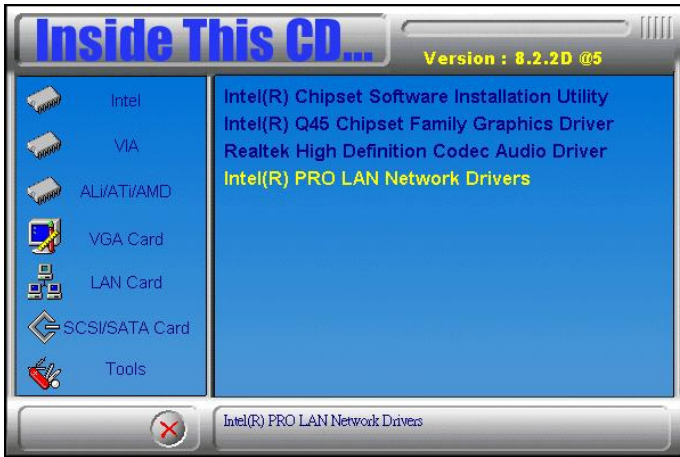 Inside This CD...
Version : 8.2.2D @5
Intel
VIA
ALi/ATi/AMD
VGA Card
LAN Card
SCSI/SATA Card
Tools
Intel(R) Chipset Software Installation Utility
Intel(R) Q45 Chipset Family Graphics Driver
Realtek High Definition Codec Audio Driver
Intel(R) PRO LAN Network Drivers
Intel(R) PRO LAN Network Drivers